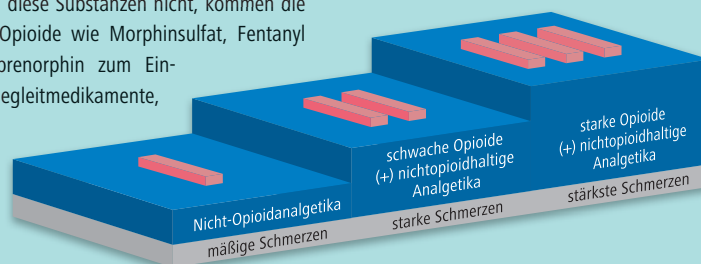 diese Substanzen nicht, kommen die
Opioide wie Morphinsulfat, Fentanyl
prenorphin zum Ein-
egleitmedikamente,
Nicht-Opioidanalgetika
mäßige Schmerzen
schwache Opioide
(+) nichtopioidhaltige
Analgetika
starke Schmerzen
starke Opioide
(+) nichtopioidhaltige
Analgetika
stärkste Schmerzen